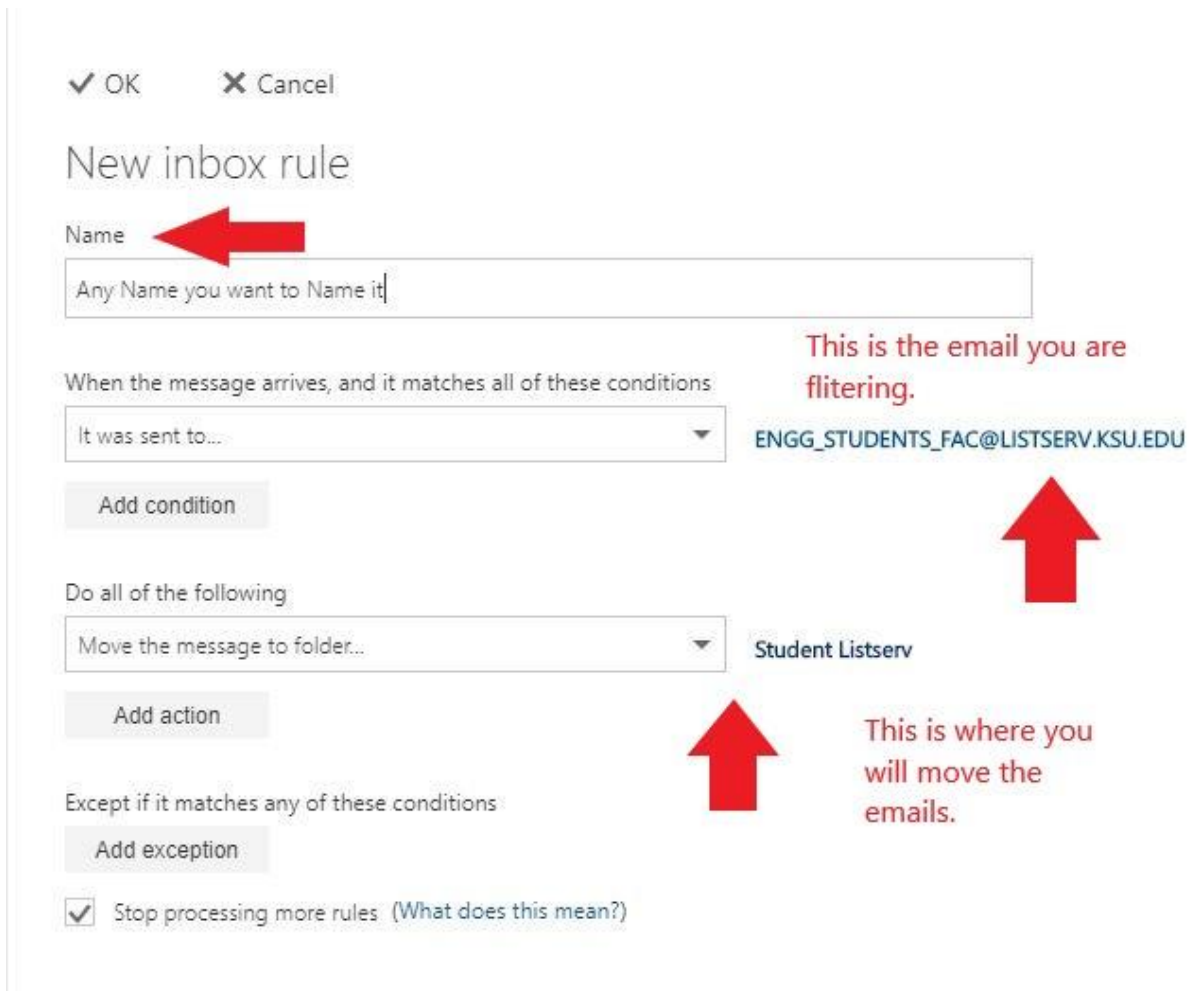 OK Cancel
New inbox rule
Name
Any Name you want to Name it
This is the email you are
flitering.
When the message arrives, and it matches all of these conditions
It was sent to...
ENGG_STUDENTS_FAC@LISTSERV.KSU.EDU
Add condition
Do all of the following
Move the message to folder...
Student Listserv
Add action
This is where you
will move the
emails.
Except if it matches any of these conditions
Add exception
Stop processing more rules (What does this mean?)